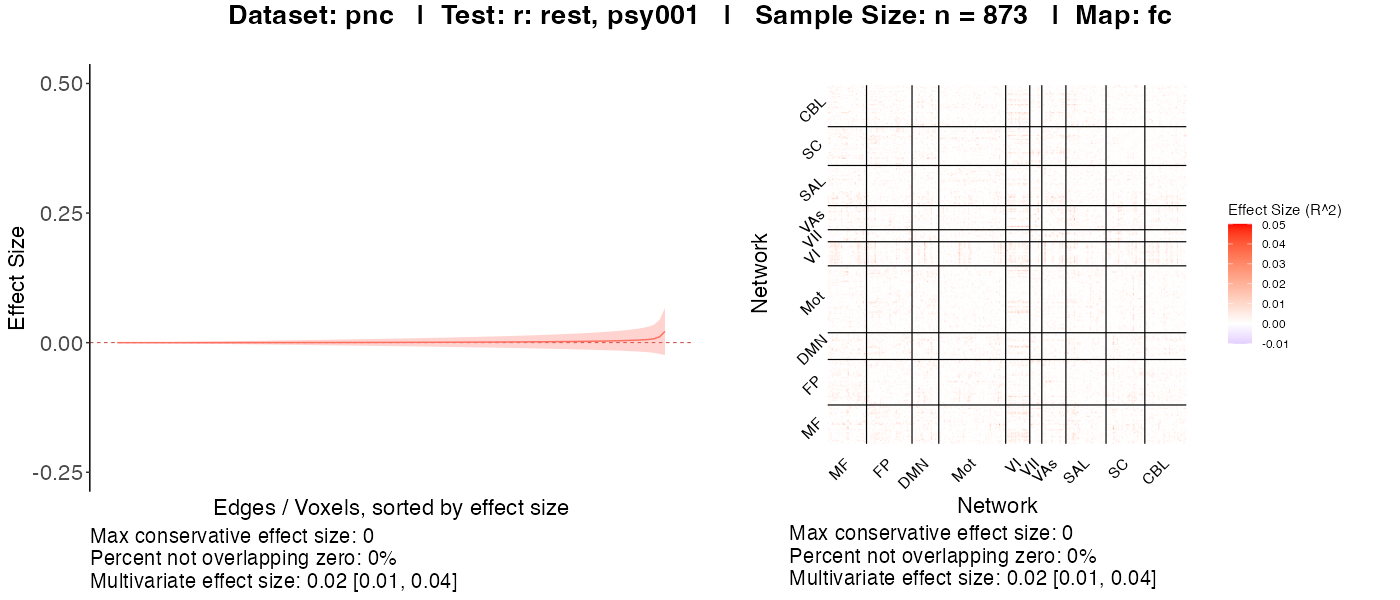 Dataset: pnc | Test: r: rest, psy001 | Sample Size: n = 873 | Map: fc
0.50
0.25
0.00
-0.25
Effect Size
Edges / Voxels, sorted by effect size
Max conservative effect size: 0
Percent not overlapping zero: 0%
Multivariate effect size: 0.02 [0.01, 0.04]
Network
CBL
SC
SAL
VAs
VII
VI
Mot
DMN
FP
MF
MF FP DMN Mot VI VII VAs SAL SC CBL
Network
Max conservative effect size: 0
Percent not overlapping zero: 0%
Multivariate effect size: 0.02 [0.01, 0.04]
Effect Size (R^2)
0.05
0.04
0.03
0.02
0.01
0.00
-0.01